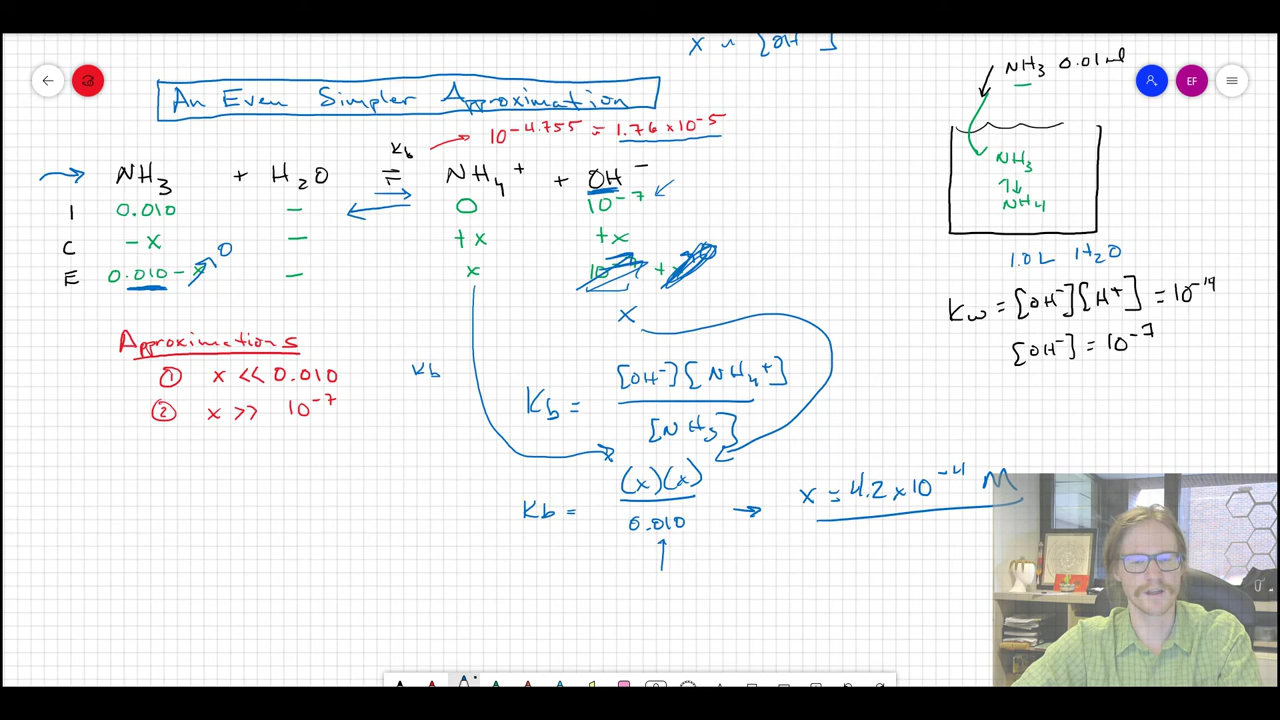 x ~ [OH ]
An Even Simpler Approximation
NH3 0.01 mol
10^-4.755 = 1.76 x 10^-5
Kb
NH3 + H2O ⇌ NH4+ + OH-
I 0.010 - 0 10^-7
C -x - +x +x
E 0.010 - x 0 - x +
x
NH3
NH4
1.0 L H2O
Kw = [OH-][H+] = 10^-14
[OH-] = 10^-7
Approximations
① x << 0.010
② x >> 10^-7
Kb
Kb = [OH-][NH4+] / [NH3]
Kb = (x)(x) / 0.010 → x = 4.2 x 10^-4 M
EF